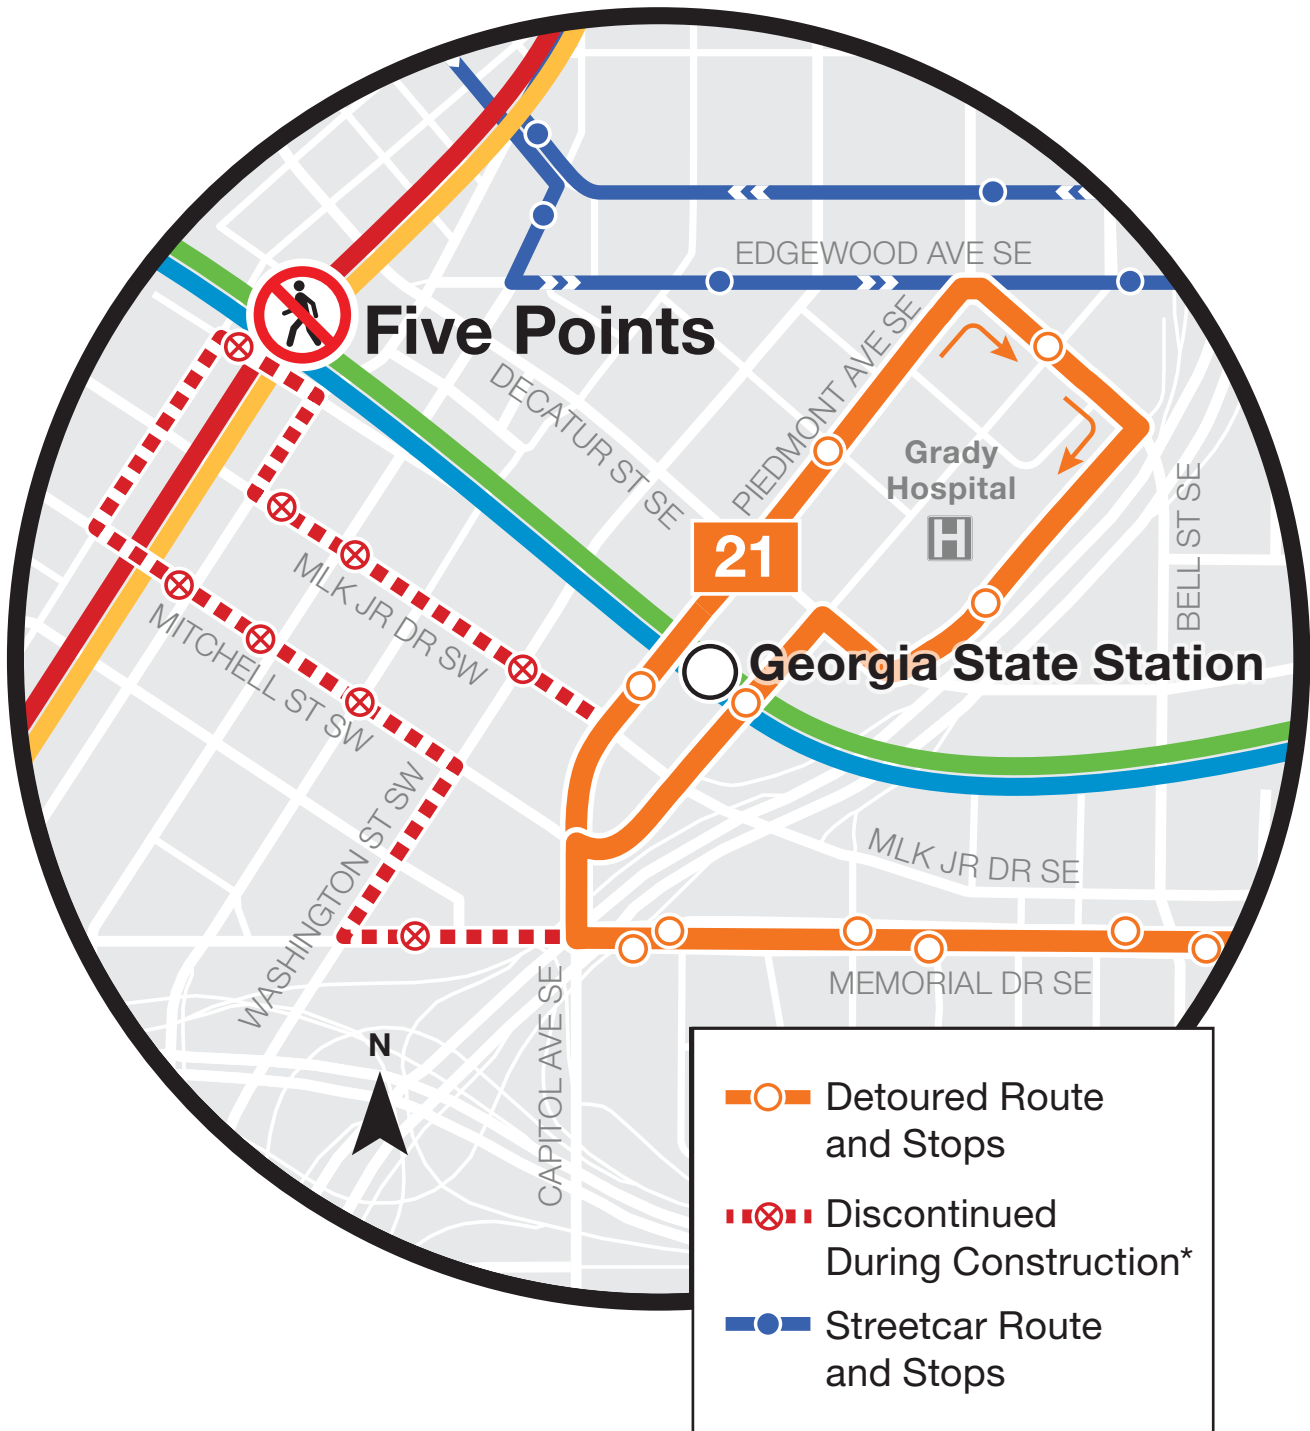 EDGEWOOD AVE SE
Five Points
DECATUR ST SE
PIEDMONT AVE SE
Grady
Hospital
H
BELL ST SE
21
MLK JR DR SW
MITCHELL ST SW
Georgia State Station
WASHINGTON ST SW
MLK JR DR SE
MEMORIAL DR SE
CAPITOL AVE SE
N
Detoured Route
and Stops
Discontinued
During Construction*
Streetcar Route
and Stops